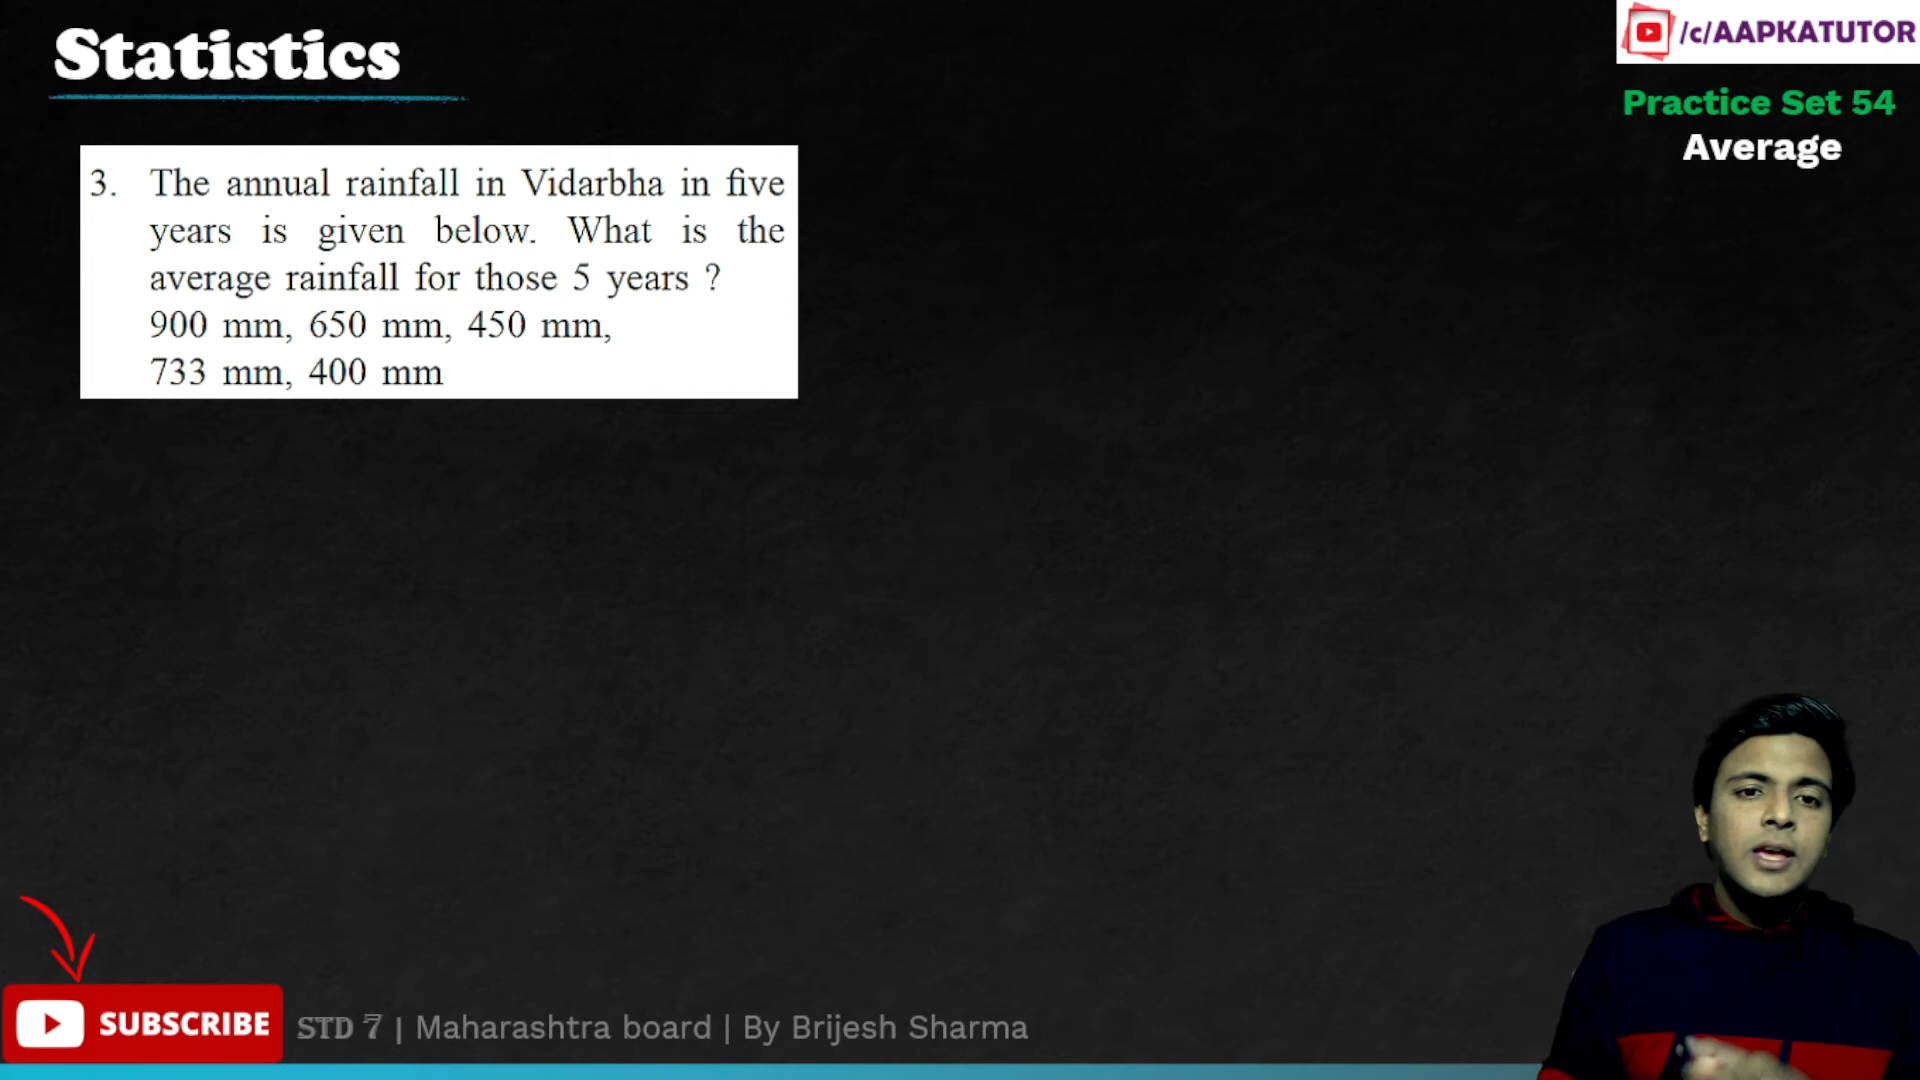 Statistics
/c/AAPKATUTOR
Practice Set 54
Average
3. The annual rainfall in Vidarbha in five
years is given below. What is the
average rainfall for those 5 years ?
900 mm, 650 mm, 450 mm,
733 mm, 400 mm
SUBSCRIBE
STD 7 | Maharashtra board | By Brijesh Sharma